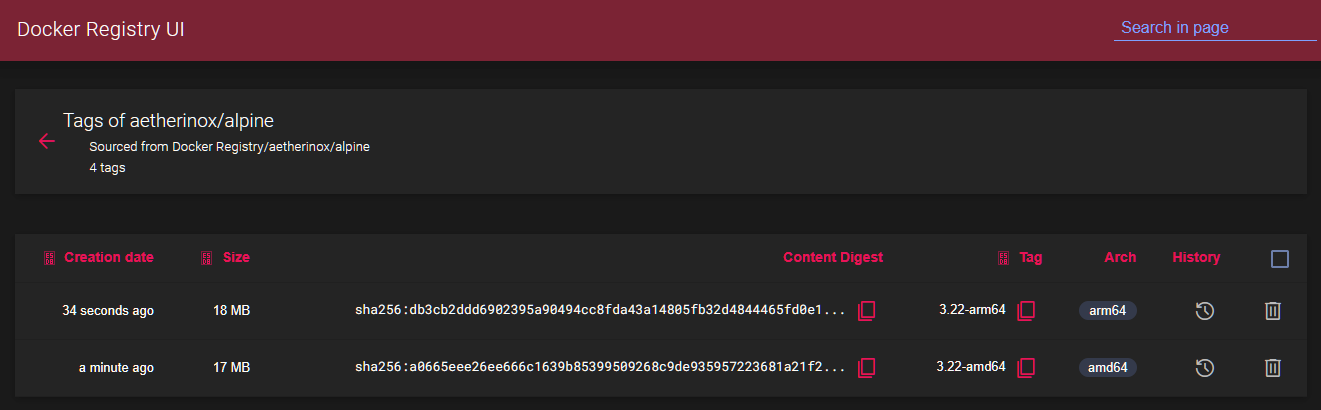 Docker Registry UI
Search in page
Tags of aetherinox/alpine
Sourced from Docker Registry/aetherinox/alpine
4 tags
Creation date Size Content Digest Tag Arch History
34 seconds ago 18 MB sha256:db3cb2ddd6902395a90494cc8fda43a14805fb32d4844465fd0e1... 3.22-arm64 arm64
a minute ago 17 MB sha256:a0665eee26ee666c1639b85399509268c9de935957223681a21f2... 3.22-amd64 amd64